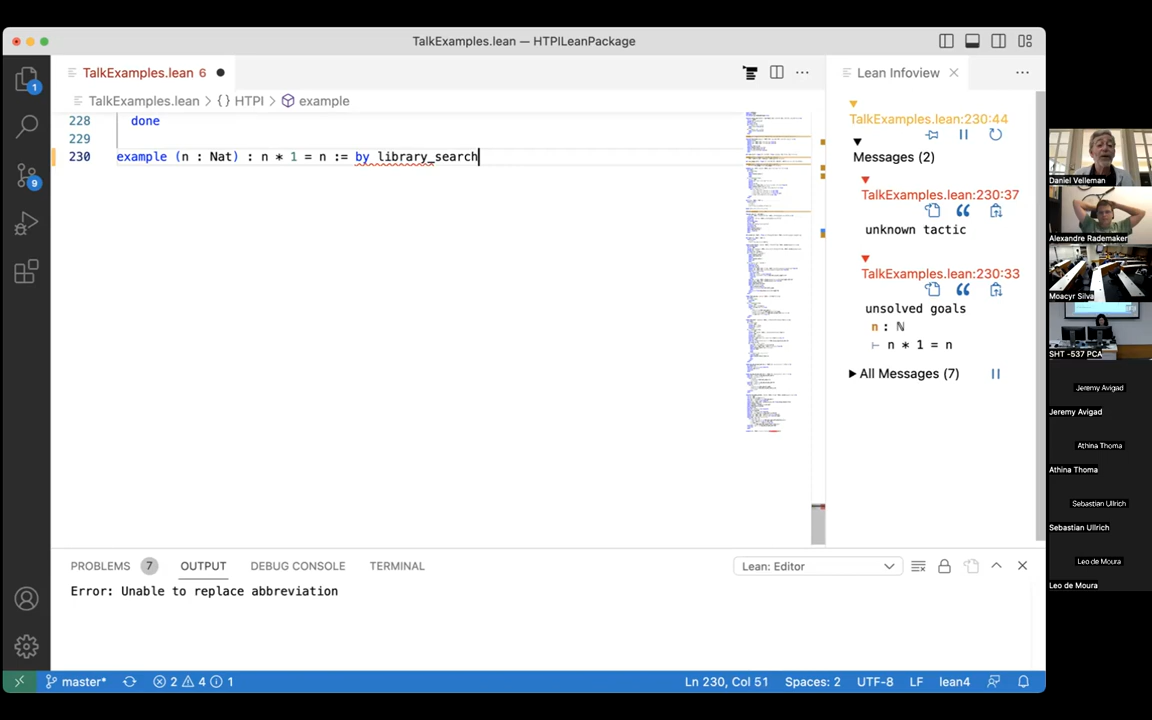 TalkExamples.lean — HTPILeanPackage
TalkExamples.lean 6
Lean Infoview
TalkExamples.lean > {} HTPI > example
228 done
229
230 example (n : Nat) : n * 1 = n := by library_search
TalkExamples.lean:230:44
Messages (2)
TalkExamples.lean:230:37
unknown tactic
TalkExamples.lean:230:33
unsolved goals
n : ℕ
⊢ n * 1 = n
All Messages (7)
1
9
PROBLEMS 7 OUTPUT DEBUG CONSOLE TERMINAL
Lean: Editor
Error: Unable to replace abbreviation
master* 2 4 1
Ln 230, Col 51 Spaces: 2 UTF-8 LF lean4
Daniel Velleman
Alexandre Rademaker
Moacyr Silva
SHT -537 PCA
Jeremy Avigad
Jeremy Avigad
Athina Thoma
Athina Thoma
Sebastian Ullrich
Sebastian Ullrich
Leo de Moura
Leo de Moura